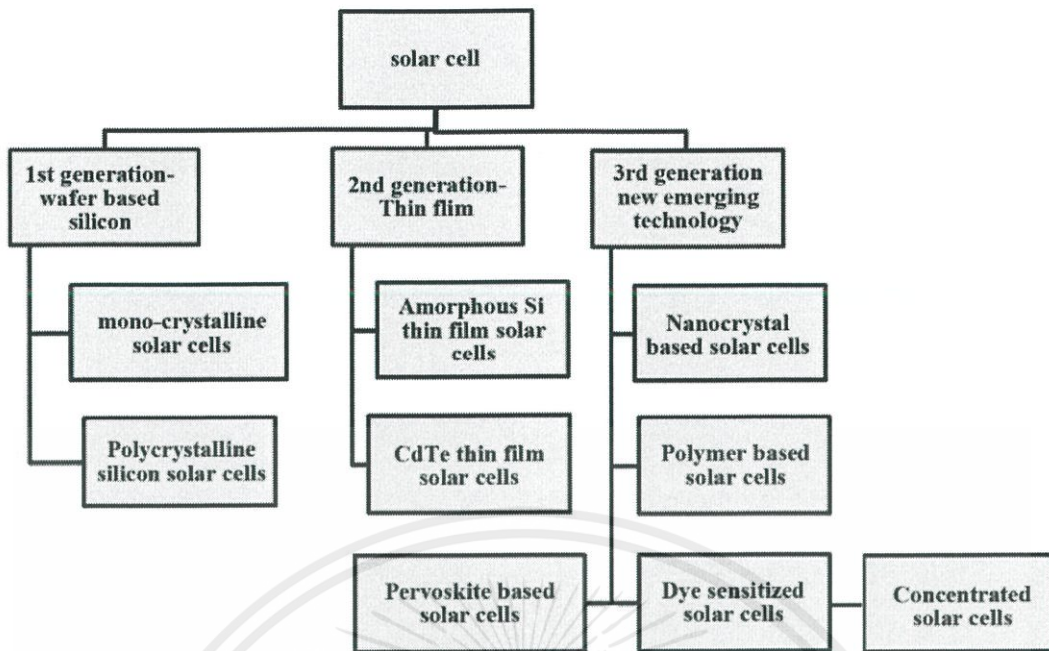 solar cell
1st generation-
wafer based
silicon
2nd generation-
Thin flim
3rd generation
new emerging
technology
mono-crystalline
solar cells
Amorphous Si
thin film solar
cells
Nanocrystal
based solar cells
Polycrystalline
silicon solar cells
CdTe thin film
solar cells
Polymer based
solar cells
Pervoskite based
solar cells
Dye sensitized
solar cells
Concentrated
solar cells